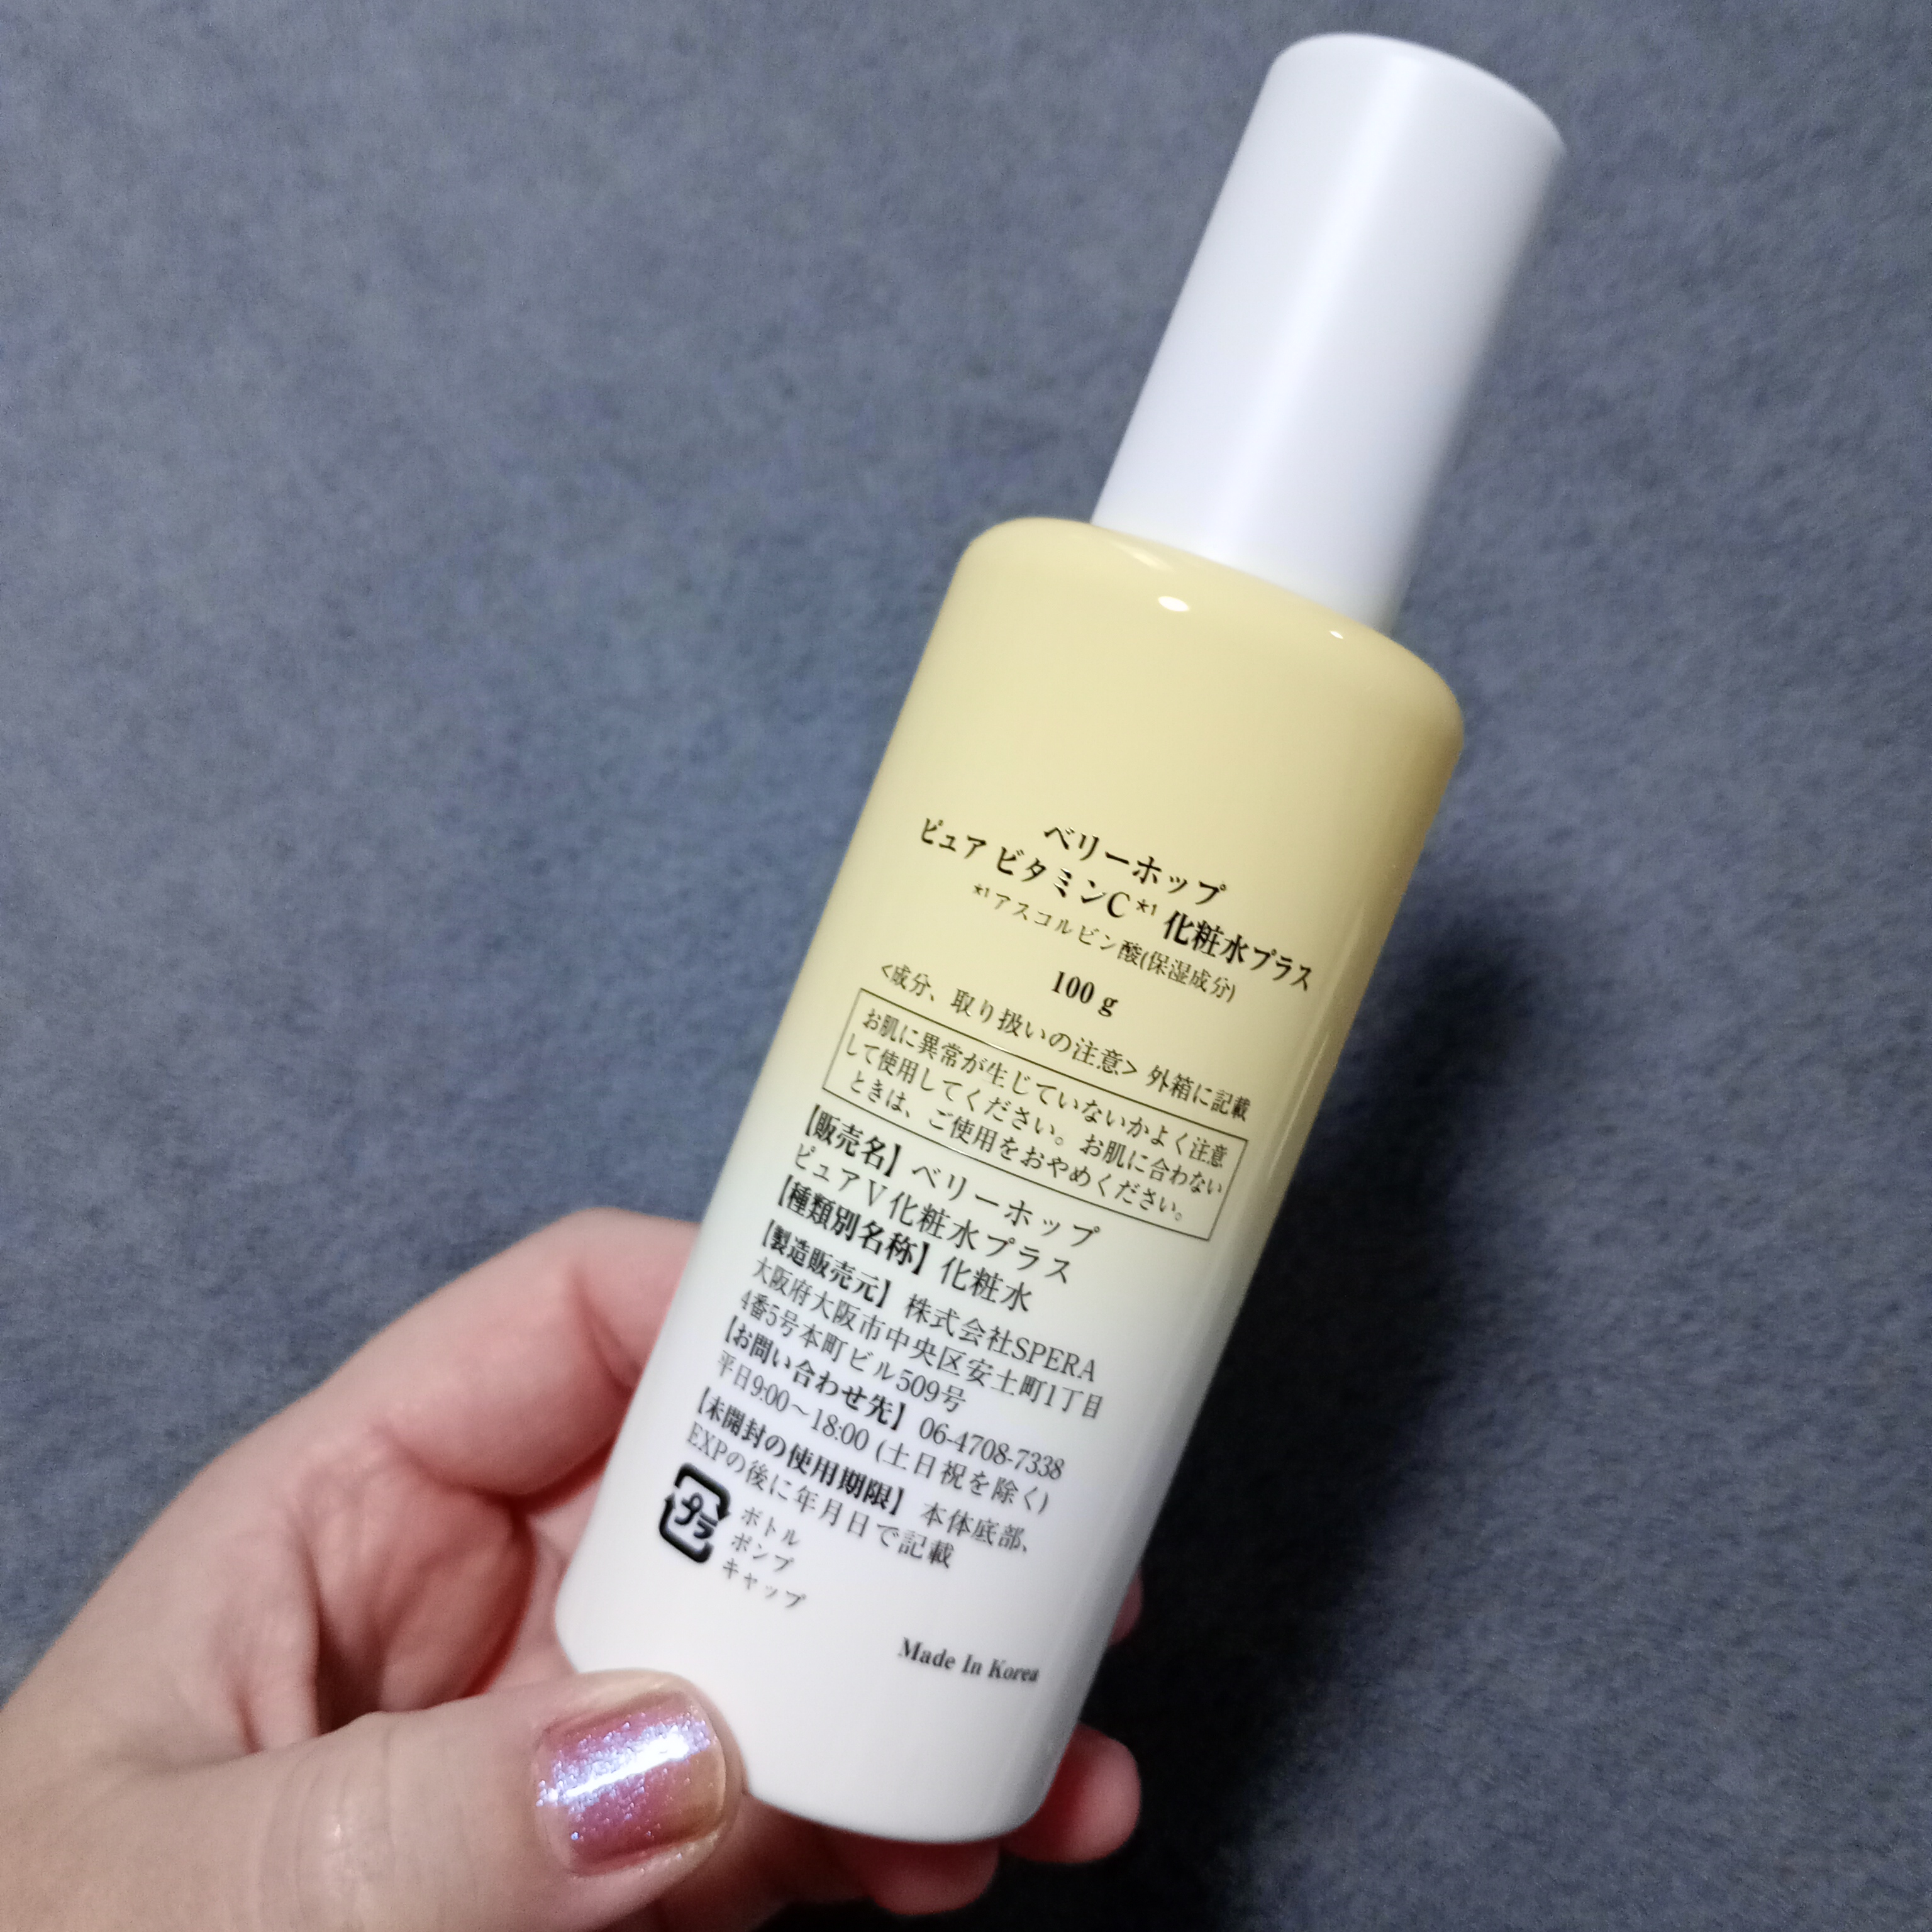 ベリーホップ
ピュア ビタミンC*1 化粧水プラス
*1アスコルビン酸(保湿成分)
100 g
<成分、取り扱いの注意> 外箱に記載
お肌に異常が生じていないかよく注意
して使用してください。お肌に合わない
ときは、ご使用をおやめください。
【販売名】ベリーホップ
ピュアV化粧水プラス
【種類別名称】化粧水
【製造販売元】株式会社SPERA
大阪府大阪市中央区安土町1丁目
4番5号本町ビル509号
【お問い合わせ先】06-4708-7338
平日9:00～18:00 (土日祝を除く)
【未開封の使用期限】本体底部、
EXPの後に年月日で記載
プラ
ボトル
ポンプ
キャップ
Made In Korea